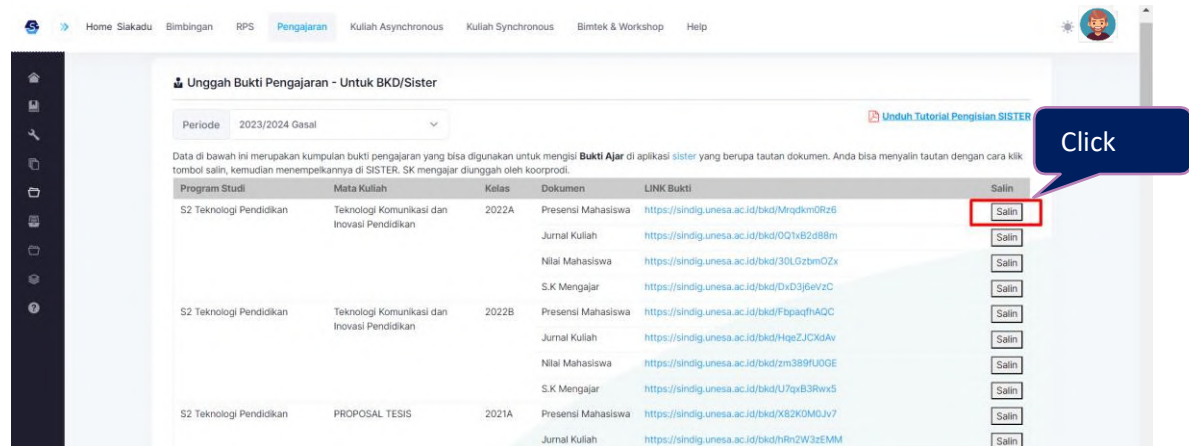 Home Siakadu Bimbingan RPS Pengajaran Kuliah Asynchronous Kuliah Synchronous Bimtek & Workshop Help
Unggah Bukti Pengajaran - Untuk BKD/Sister
Periode 2023/2024 Gasal
Unduh Tutorial Pengisian SISTER
Click
Data di bawah ini merupakan kumpulan bukti pengajaran yang bisa digunakan untuk mengisi Bukti Ajar di aplikasi sister yang berupa tautan dokumen. Anda bisa menyalin tautan dengan cara klik
tombol salin, kemudian menempelkannya di SISTER. SK mengajar diunggah oleh koorprodi.
Program Studi Mata Kuliah Kelas Dokumen LINK Bukti Salin
S2 Teknologi Pendidikan Teknologi Komunikasi dan 2022A Presensi Mahasiswa https://sindig.unesa.ac.id/bkd/Mrqdkm0Rz6 Salin
Inovasi Pendidikan
Jurnal Kuliah https://sindig.unesa.ac.id/bkd/0Q1xB2d88m Salin
Nilai Mahasiswa https://sindig.unesa.ac.id/bkd/30LGzbmOZx Salin
S.K Mengajar https://sindig.unesa.ac.id/bkd/DxD3j6eVzC Salin
S2 Teknologi Pendidikan Teknologi Komunikasi dan 2022B Presensi Mahasiswa https://sindig.unesa.ac.id/bkd/FbpaqfhAQC Salin
Inovasi Pendidikan
Jurnal Kuliah https://sindig.unesa.ac.id/bkd/HqeZJCXdAv Salin
Nilai Mahasiswa https://sindig.unesa.ac.id/bkd/zm389fU0GE Salin
S.K Mengajar https://sindig.unesa.ac.id/bkd/U7qxB3Rwx5 Salin
S2 Teknologi Pendidikan PROPOSAL TESIS 2021A Presensi Mahasiswa https://sindig.unesa.ac.id/bkd/X82K0M0Jv7 Salin
Jurnal Kuliah https://sindig.unesa.ac.id/bkd/hRn2W3zEMM Salin